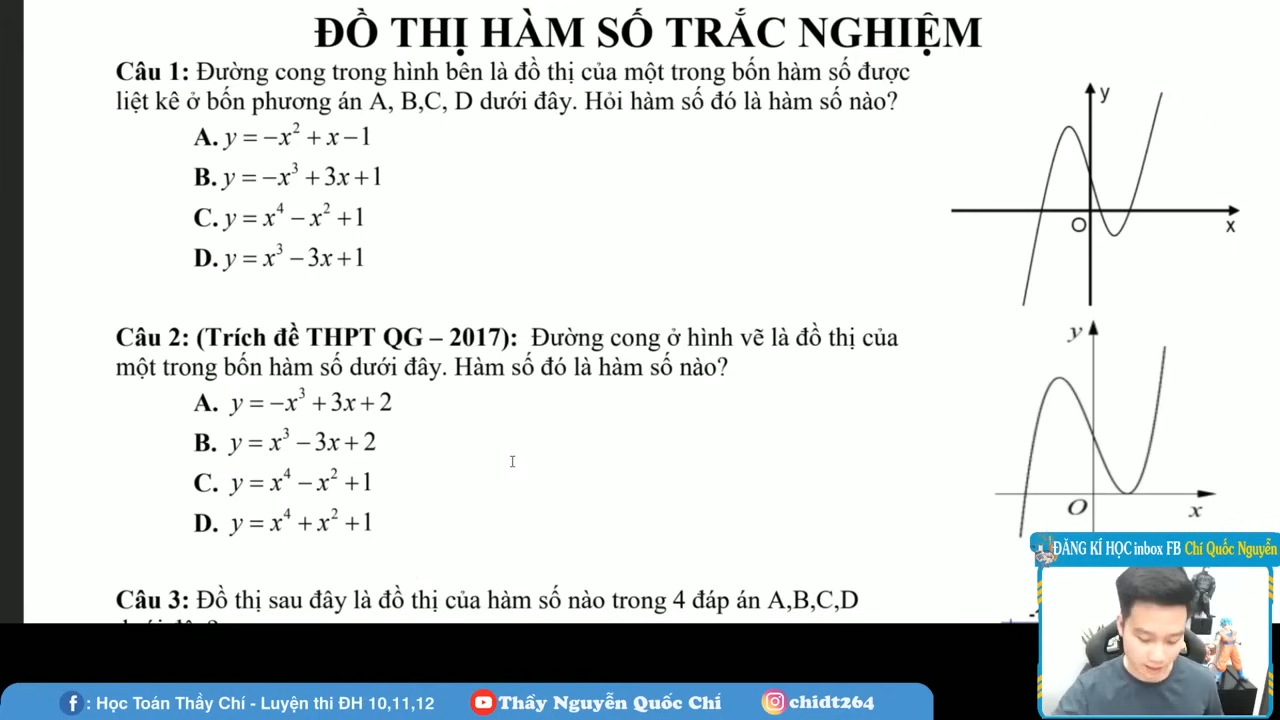 ĐỒ THỊ HÀM SỐ TRẮC NGHIỆM
Câu 1: Đường cong trong hình bên là đồ thị của một trong bốn hàm số được
liệt kê ở bốn phương án A, B,C, D dưới đây. Hỏi hàm số đó là hàm số nào?
A. y = −x² + x − 1
B. y = −x³ + 3x + 1
C. y = x⁴ − x² + 1
D. y = x³ − 3x + 1
y
O
x
Câu 2: (Trích đề THPT QG – 2017): Đường cong ở hình vẽ là đồ thị của
một trong bốn hàm số dưới đây. Hàm số đó là hàm số nào?
A. y = −x³ + 3x + 2
B. y = x³ − 3x + 2
C. y = x⁴ − x² + 1
D. y = x⁴ + x² + 1
y
O
x
Câu 3: Đồ thị sau đây là đồ thị của hàm số nào trong 4 đáp án A,B,C,D
ĐĂNG KÍ HỌC inbox FB Chí Quốc Nguyễn
f : Học Toán Thầy Chí - Luyện thi ĐH 10,11,12
Thầy Nguyễn Quốc Chí
chidt264